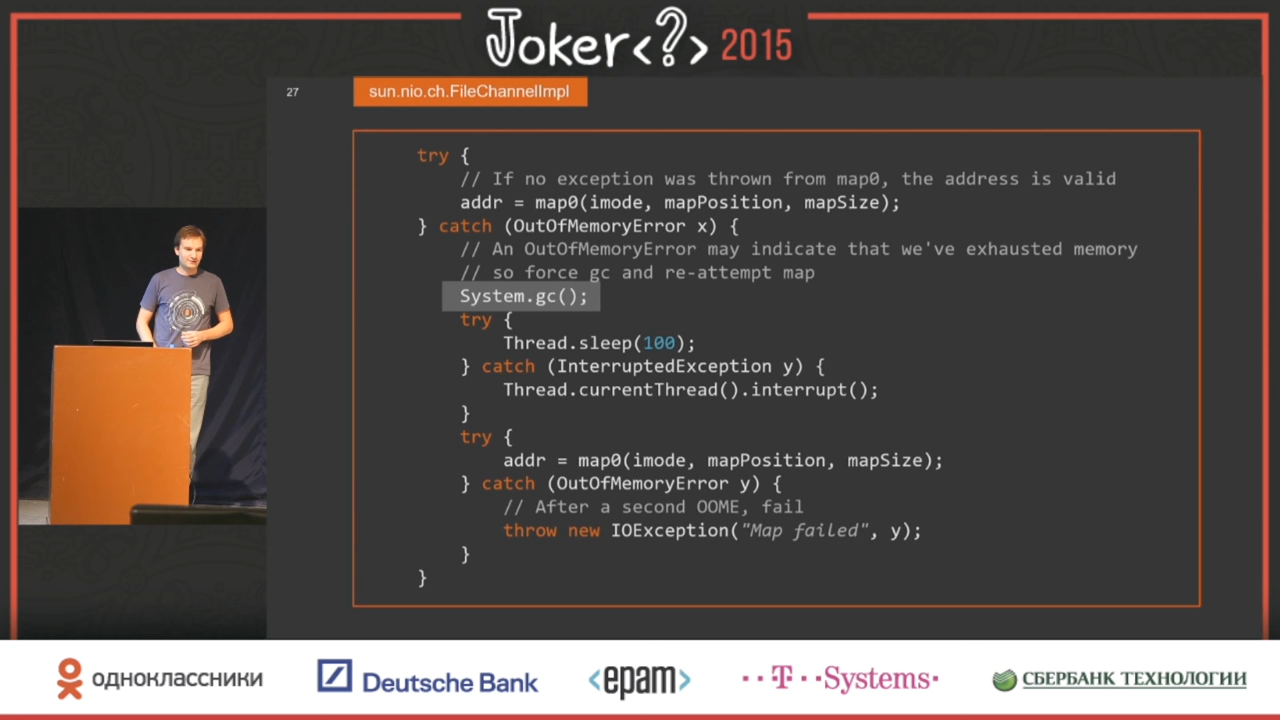 Joker<?> 2015
27
sun.nio.ch.FileChannelImpl
try {
// If no exception was thrown from map0, the address is valid
addr = map0(imode, mapPosition, mapSize);
} catch (OutOfMemoryError x) {
// An OutOfMemoryError may indicate that we've exhausted memory
// so force gc and re-attempt map
System.gc();
try {
Thread.sleep(100);
} catch (InterruptedException y) {
Thread.currentThread().interrupt();
}
try {
addr = map0(imode, mapPosition, mapSize);
} catch (OutOfMemoryError y) {
// After a second OOME, fail
throw new IOException("Map failed", y);
}
}
одноклассники
Deutsche Bank
<epam>
··T··Systems·
СБЕРБАНК ТЕХНОЛОГИИ